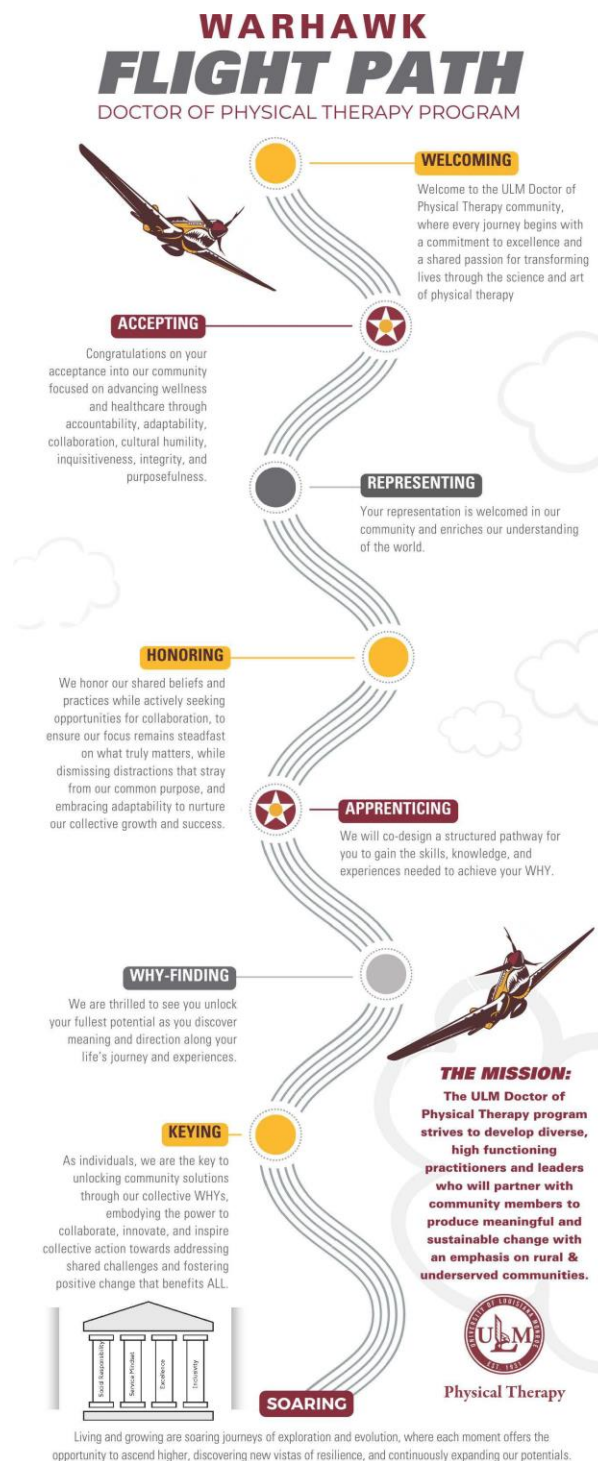 WARHAWK
FLIGHT PATH
DOCTOR OF PHYSICAL THERAPY PROGRAM
WELCOMING
Welcome to the ULM Doctor of
Physical Therapy community,
where every journey begins with
a commitment to excellence and
a shared passion for transforming
lives through the science and art
of physical therapy
ACCEPTING
Congratulations on your
acceptance into our community
focused on advancing wellness
and healthcare through
accountability, adaptability,
collaboration, cultural humility,
inquisitiveness, integrity, and
purposefulness.
REPRESENTING
Your representation is welcomed in our
community and enriches our understanding
of the world.
HONORING
We honor our shared beliefs and
practices while actively seeking
opportunities for collaboration, to
ensure our focus remains steadfast
on what truly matters, while
dismissing distractions that stray
from our common purpose, and
embracing adaptability to nurture
our collective growth and success.
APPRENTICING
We will co-design a structured pathway for
you to gain the skills, knowledge, and
experiences needed to achieve your WHY.
WHY-FINDING
We are thrilled to see you unlock
your fullest potential as you discover
meaning and direction along your
life's journey and experiences.
KEYING
As individuals, we are the key to
unlocking community solutions
through our collective WHYs,
embodying the power to
collaborate, innovate, and inspire
collective action towards addressing
shared challenges and fostering
positive change that benefits ALL.
THE MISSION:
The ULM Doctor of
Physical Therapy program
strives to develop diverse,
high functioning
practitioners and leaders
who will partner with
community members to
produce meaningful and
sustainable change with
an emphasis on rural &
underserved communities.
Social Responsibility
Service Mindset
Excellence
Inclusivity
UNIVERSITY OF LOUISIANA MONROE
ULM
EST. 1931
Physical Therapy
SOARING
Living and growing are soaring journeys of exploration and evolution, where each moment offers the
opportunity to ascend higher, discovering new vistas of resilience, and continuously expanding our potentials.